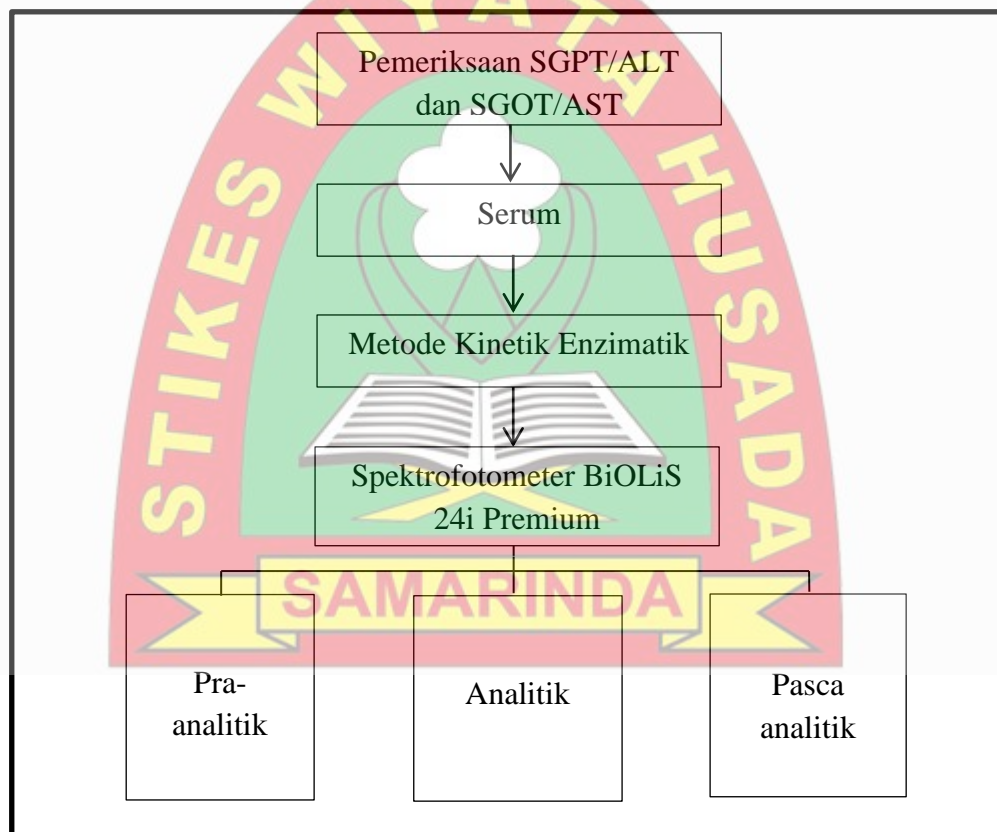 STIKES WIYATA HUSADA
SAMARINDA
Pemeriksaan SGPT/ALT
dan SGOT/AST
Serum
Metode Kinetik Enzimatik
Spektrofotometer BiOLiS
24i Premium
Pra-
analitik
Analitik
Pasca
analitik